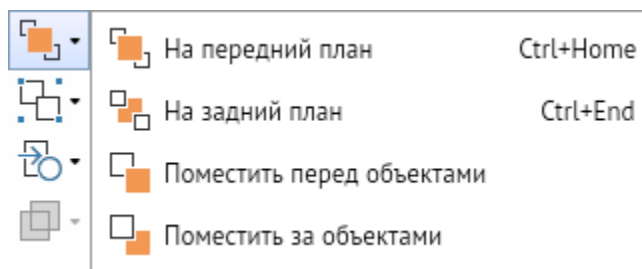 На передний план Ctrl+Home
На задний план Ctrl+End
Поместить перед объектами
Поместить за объектами